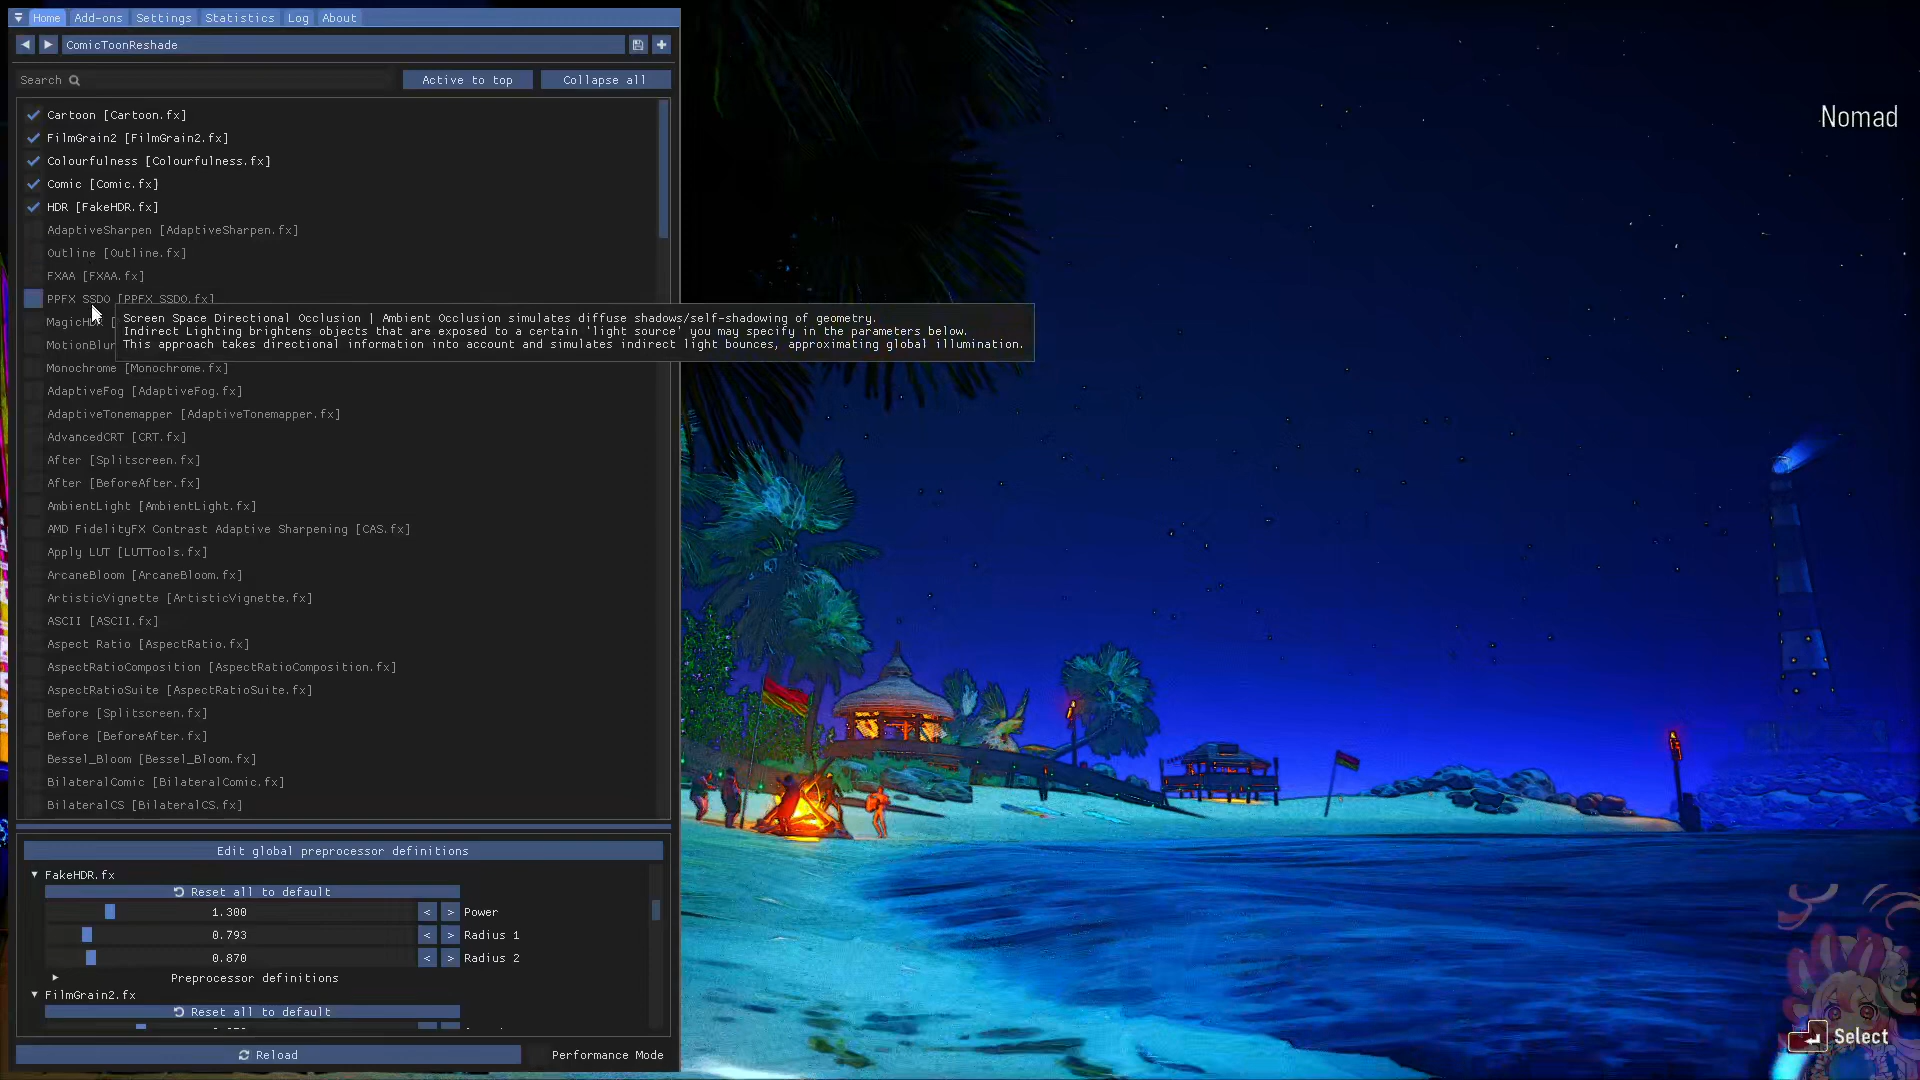 Home Add-ons Settings Statistics Log About
ComicToonReshade
Search Active to top Collapse all
Cartoon [Cartoon.fx]
FilmGrain2 [FilmGrain2.fx]
Colourfulness [Colourfulness.fx]
Comic [Comic.fx]
HDR [FakeHDR.fx]
AdaptiveSharpen [AdaptiveSharpen.fx]
Outline [Outline.fx]
FXAA [FXAA.fx]
PPFX SSDO [PPFX_SSDO.fx]
Screen Space Directional Occlusion | Ambient Occlusion simulates diffuse shadows/self-shadowing of geometry.
Indirect Lighting brightens objects that are exposed to a certain 'light source' you may specify in the parameters below.
This approach takes directional information into account and simulates indirect light bounces, approximating global illumination.
MagicHDR [
MotionBlur
Monochrome [Monochrome.fx]
AdaptiveFog [AdaptiveFog.fx]
AdaptiveTonemapper [AdaptiveTonemapper.fx]
AdvancedCRT [CRT.fx]
After [Splitscreen.fx]
After [BeforeAfter.fx]
AmbientLight [AmbientLight.fx]
AMD FidelityFX Contrast Adaptive Sharpening [CAS.fx]
Apply LUT [LUTTools.fx]
ArcaneBloom [ArcaneBloom.fx]
ArtisticVignette [ArtisticVignette.fx]
ASCII [ASCII.fx]
Aspect Ratio [AspectRatio.fx]
AspectRatioComposition [AspectRatioComposition.fx]
AspectRatioSuite [AspectRatioSuite.fx]
Before [Splitscreen.fx]
Before [BeforeAfter.fx]
Bessel_Bloom [Bessel_Bloom.fx]
BilateralComic [BilateralComic.fx]
BilateralCS [BilateralCS.fx]
Edit global preprocessor definitions
FakeHDR.fx
Reset all to default
1.300 < > Power
0.793 < > Radius 1
0.870 < > Radius 2
Preprocessor definitions
FilmGrain2.fx
Reset all to default
Reload Performance Mode
Nomad
Select